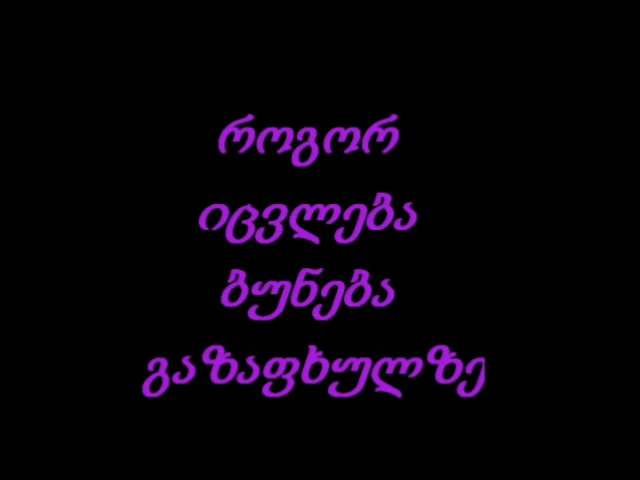 როგორ
იცვლება
ბუნება
გაზაფხულზე